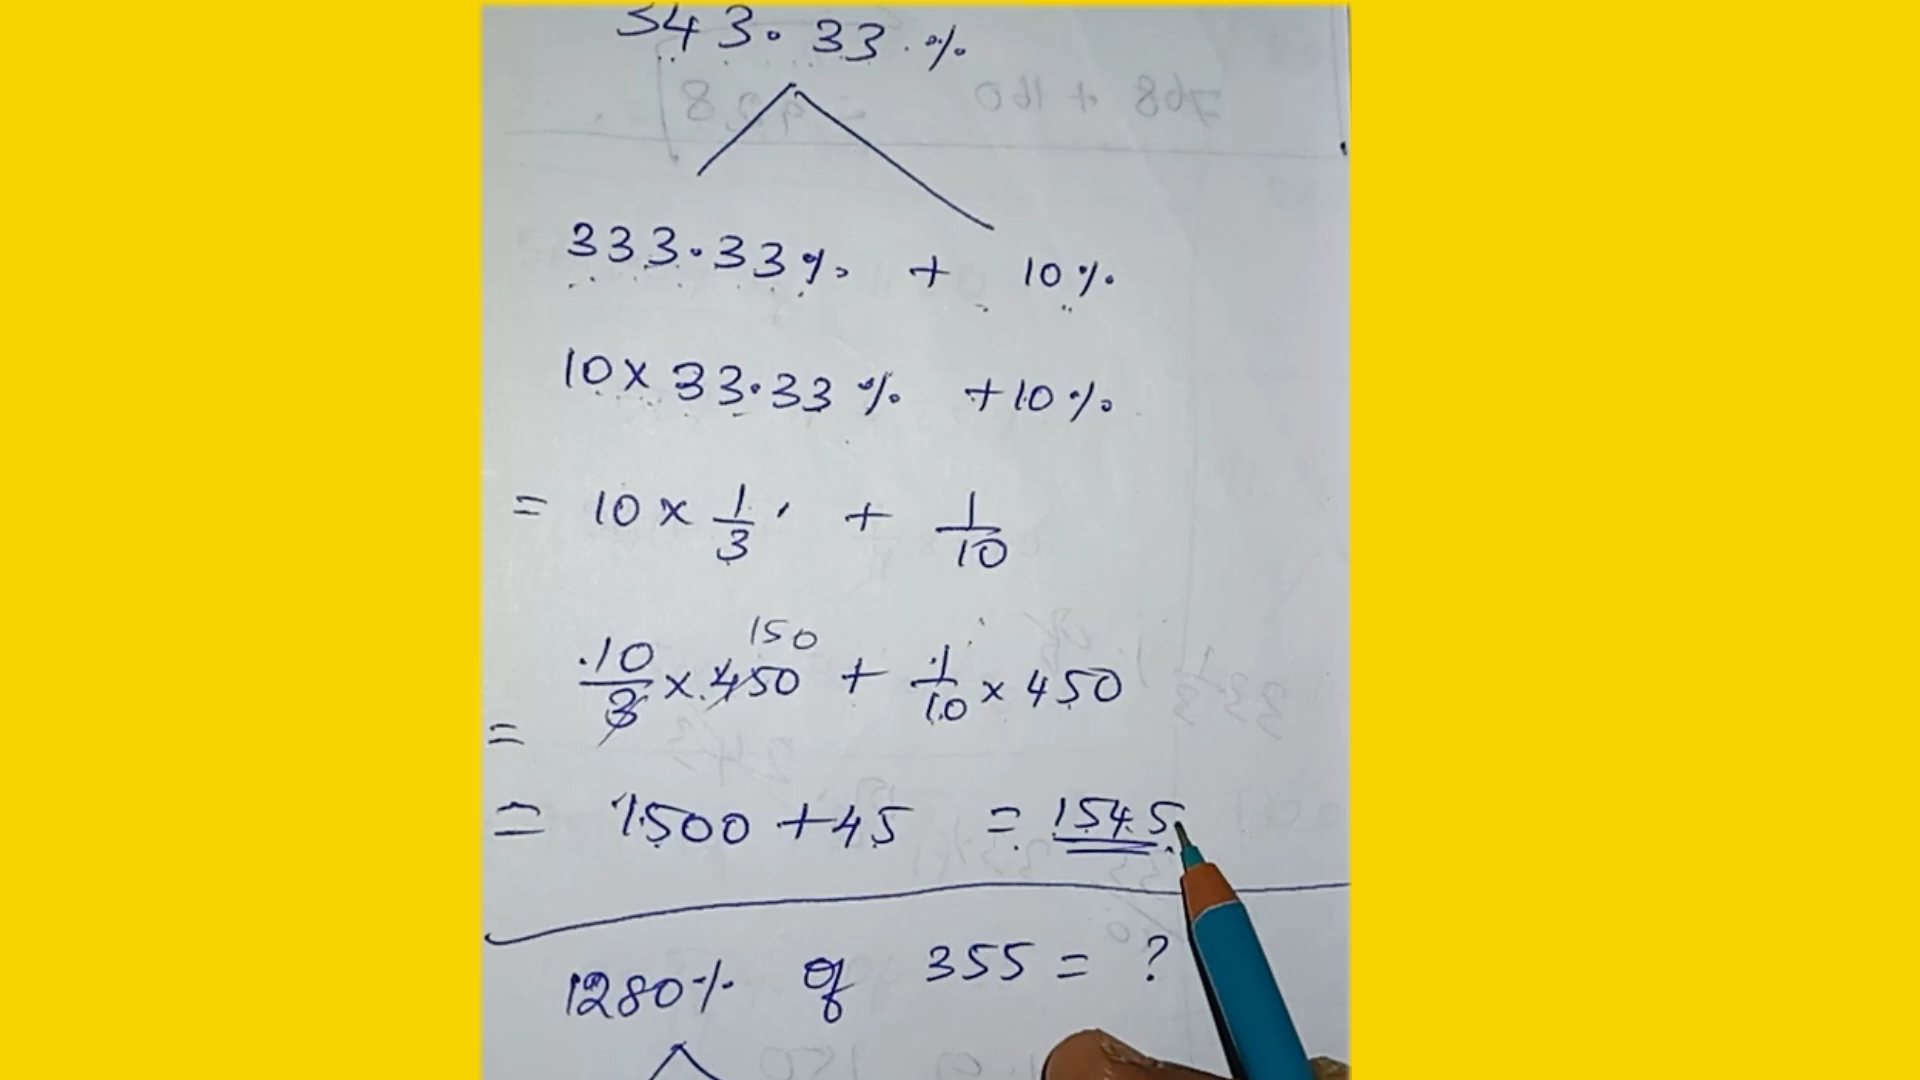 343.33%
333.33% + 10%
10 x 33.33% + 10%
= 10 x 1/3 + 1/10
150
= 10/3 x 450 + 1/10 x 450
= 1500 + 45 = 1545
1280% of 355 = ?